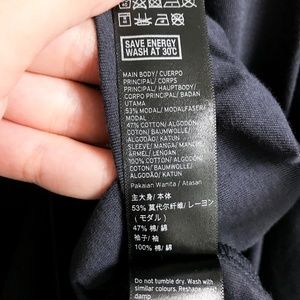 SAVE ENERGY
WASH AT 30°C
MAIN BODY/ CUERPO
PRINCIPAL/ CORPS
PRINCIPAL/ HAUPTBODY/
CORPO PRINCIPAL/ BADAN
UTAMA
53% MODAL/ MODALFASER/
MODAL
47% COTTON/ ALGODÓN/
COTON/ BAUMWOLLE/
ALGODÃO/ KATUN
SLEEVE/ MANGA/ MANCHE/
ÄRMEL/ LENGAN
100% COTTON/ ALGODÓN/
COTON/ BAUMWOLLE/
ALGODÃO/ KATUN
Pakaian Wanita / Atasan
主大身/ 本体
53% 莫代尔纤维/ レーヨン
(モダル)
47% 棉/ 綿
袖子/ 袖
100% 棉/ 綿
Do not tumble dry. Wash with
similar colours. Reshape
damp